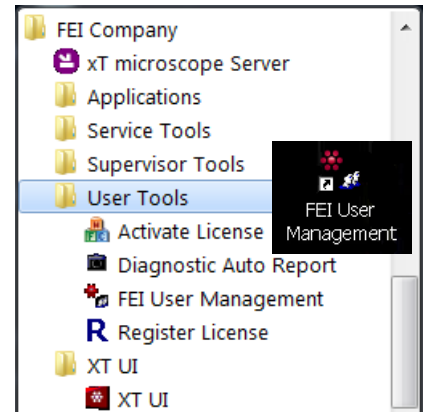 FEI Company
xT microscope Server
Applications
Service Tools
Supervisor Tools
User Tools
Activate License
Diagnostic Auto Report
FEI User Management
R Register License
XT UI
XT UI
FEI User
Management